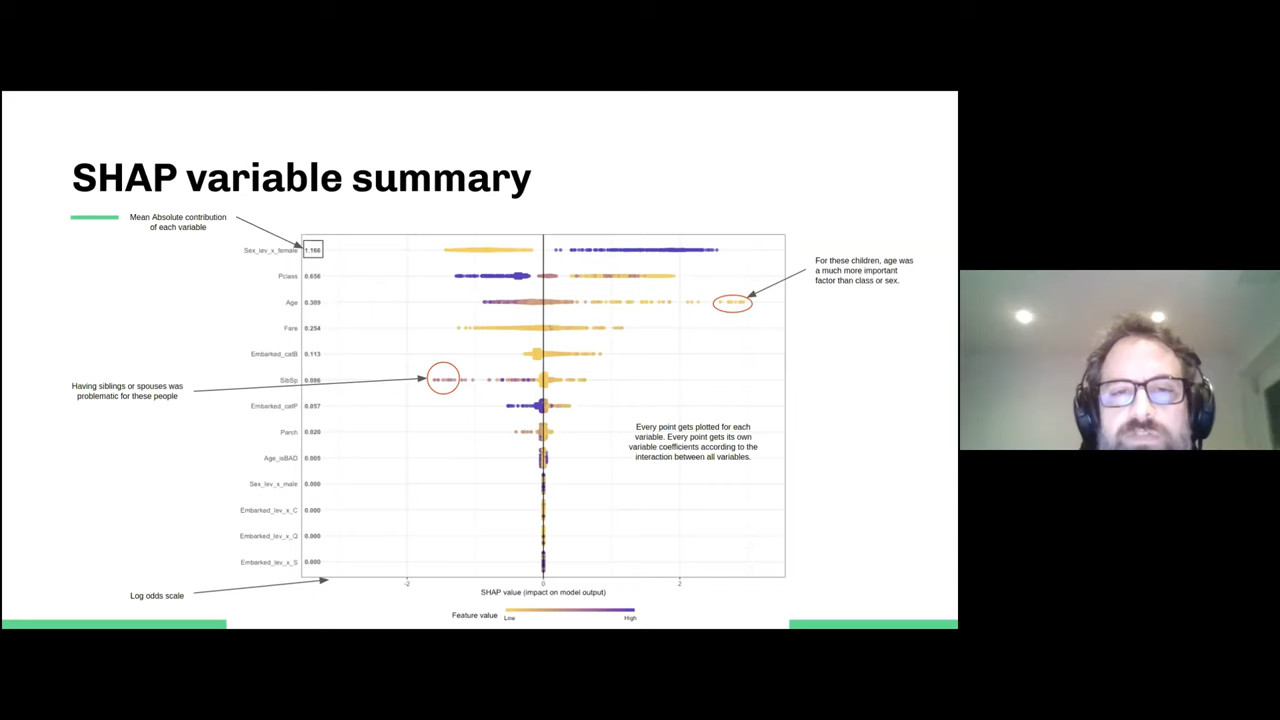 SHAP variable summary
Mean Absolute contribution
of each variable
Sex_lev_x_female 1.166
Pclass 0.656
Age 0.309
Fare 0.254
Embarked_catB 0.113
SibSp 0.086
Embarked_catP 0.057
Parch 0.020
Age_isBAD 0.005
Sex_lev_x_male 0.000
Embarked_lev_x_C 0.000
Embarked_lev_x_Q 0.000
Embarked_lev_x_S 0.000
For these children, age was
a much more important
factor than class or sex.
Having siblings or spouses was
problematic for these people
Every point gets plotted for each
variable. Every point gets its own
variable coefficients according to the
interaction between all variables.
Log odds scale
-2 0 2
SHAP value (impact on model output)
Feature value
Low High